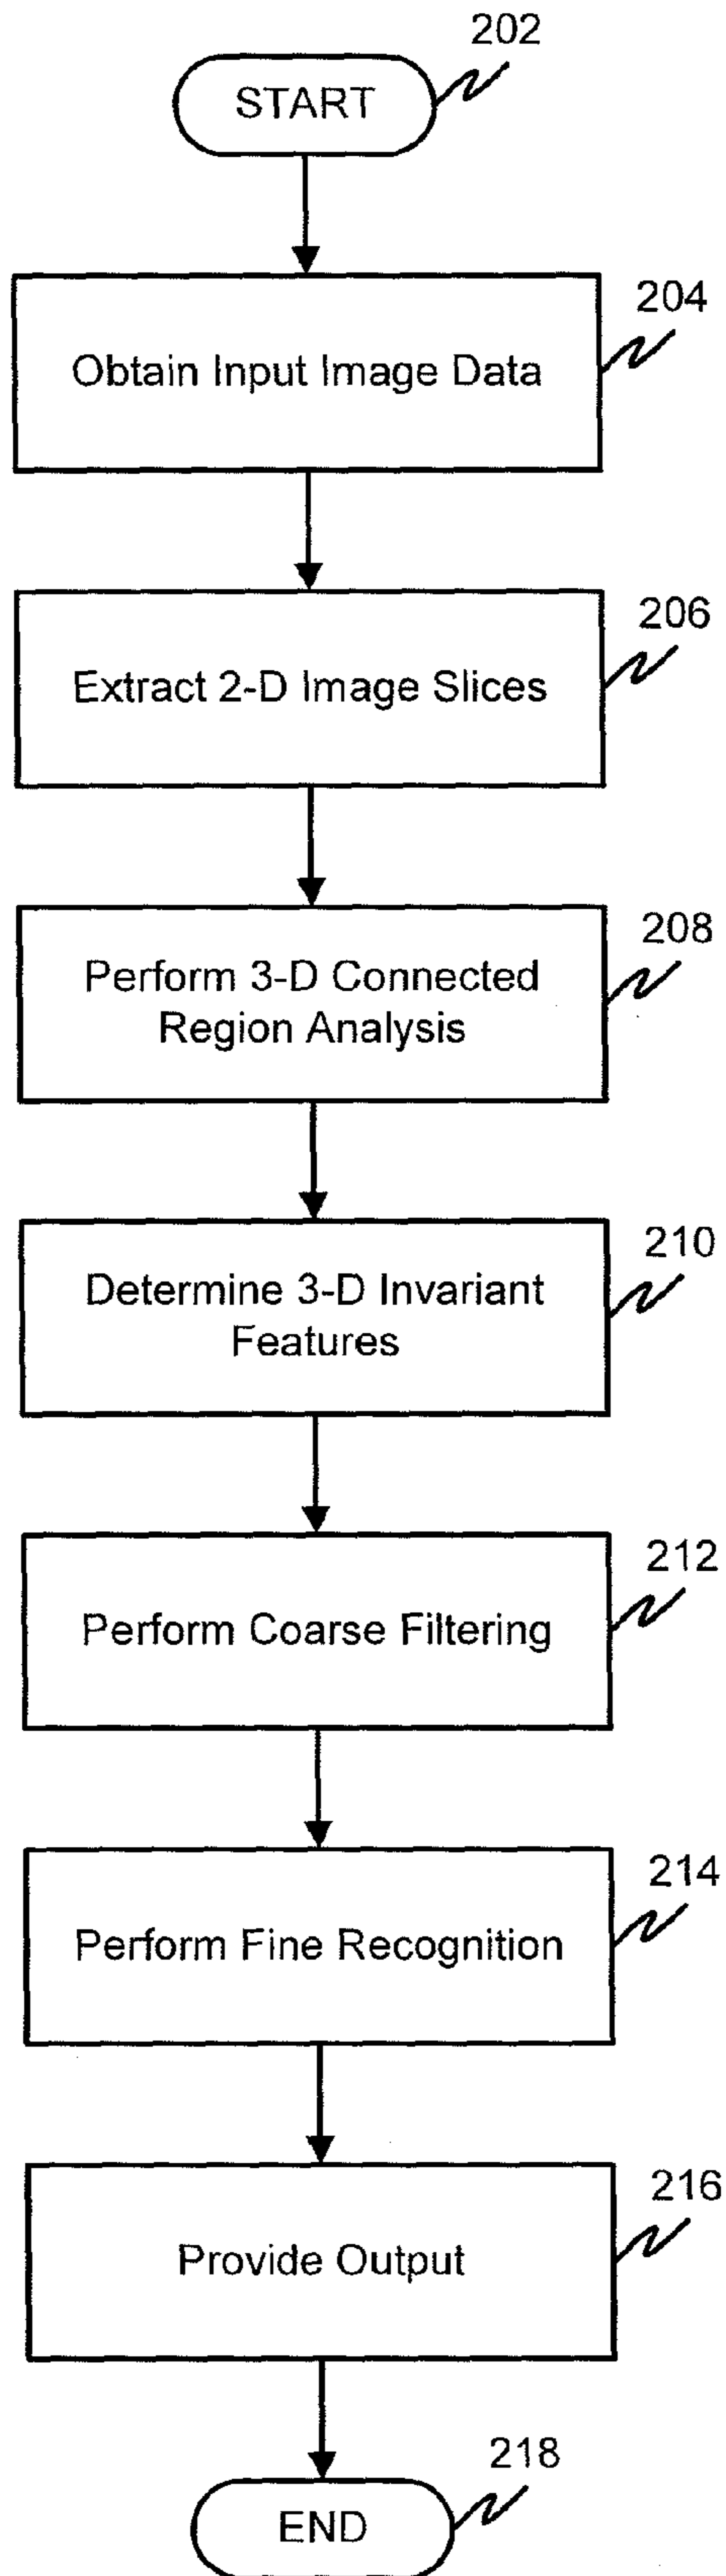 202
START
204
Obtain Input Image Data
206
Extract 2-D Image Slices
208
Perform 3-D Connected
Region Analysis
210
Determine 3-D Invariant
Features
212
Perform Coarse Filtering
214
Perform Fine Recognition
216
Provide Output
218
END